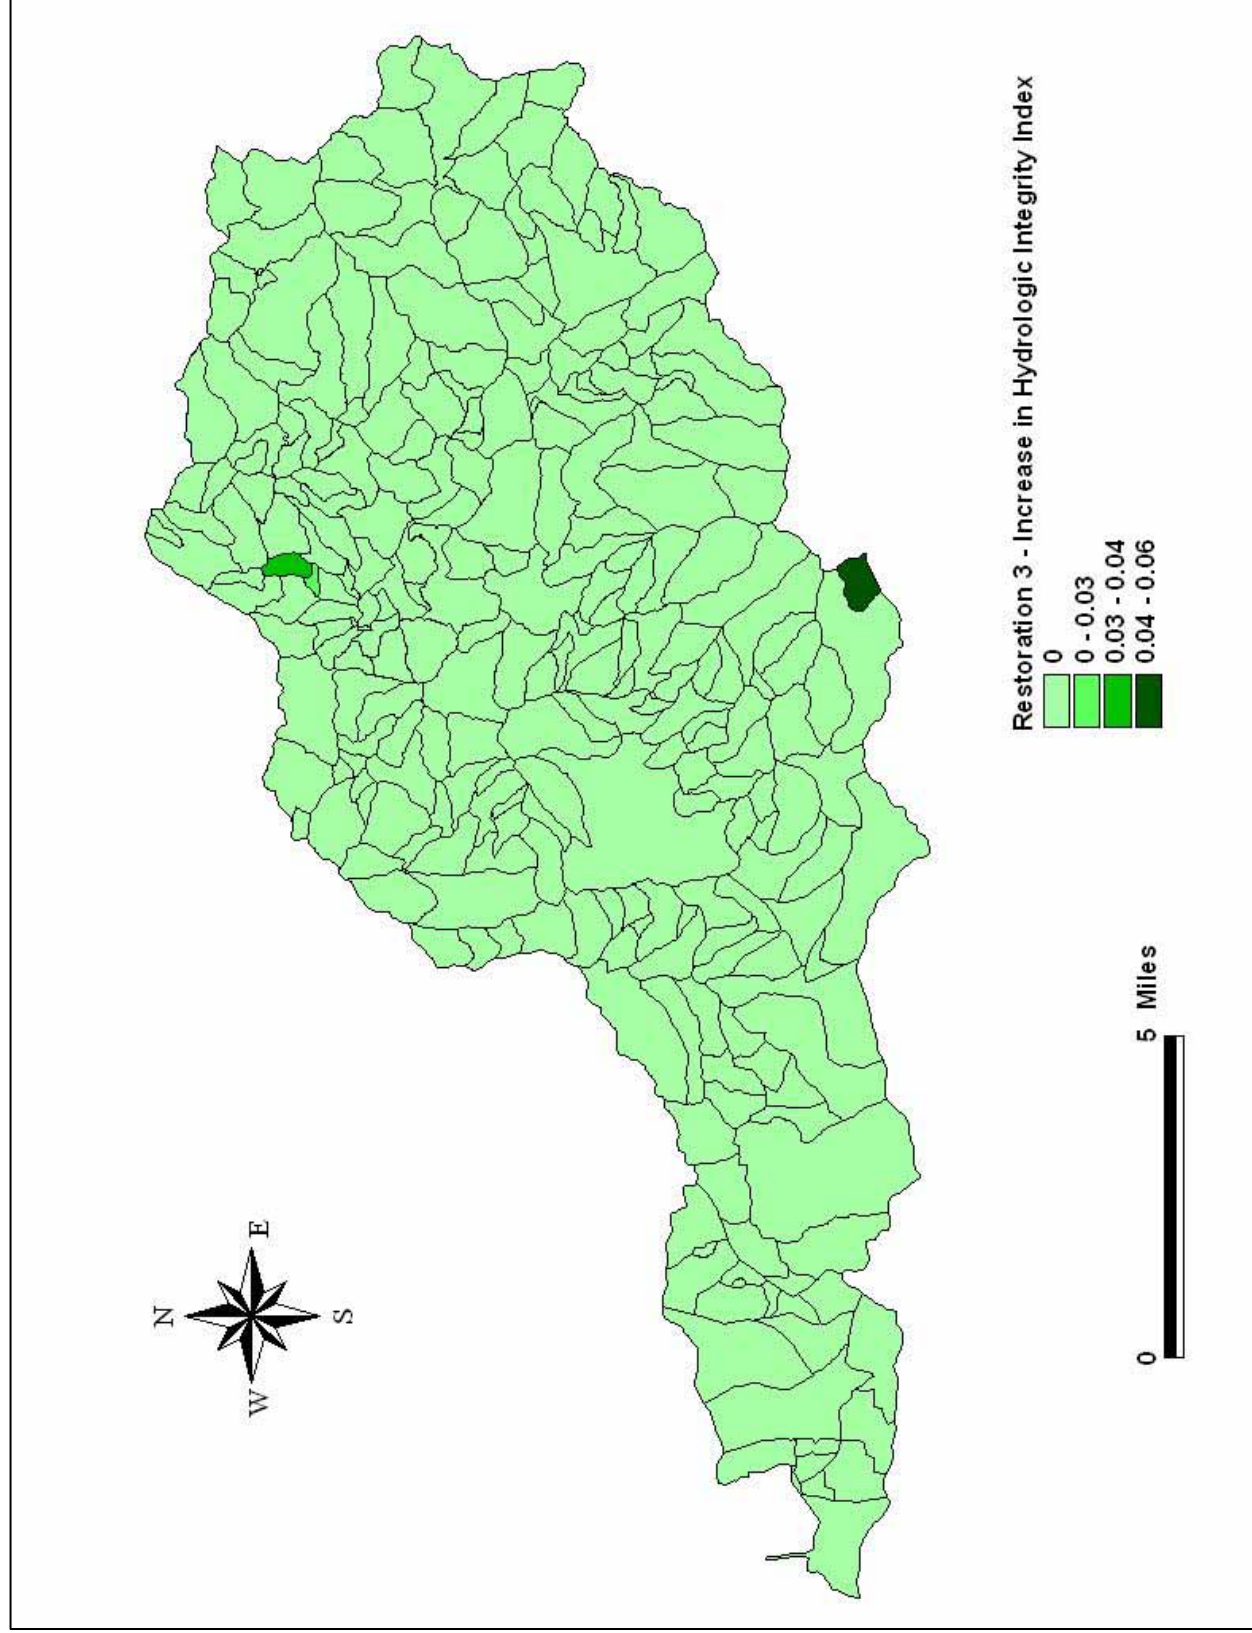 N
W
E
S
Restoration 3 - Increase in Hydrologic Integrity Index
0
0 - 0.03
0.03 - 0.04
0.04 - 0.06
0
5 Miles